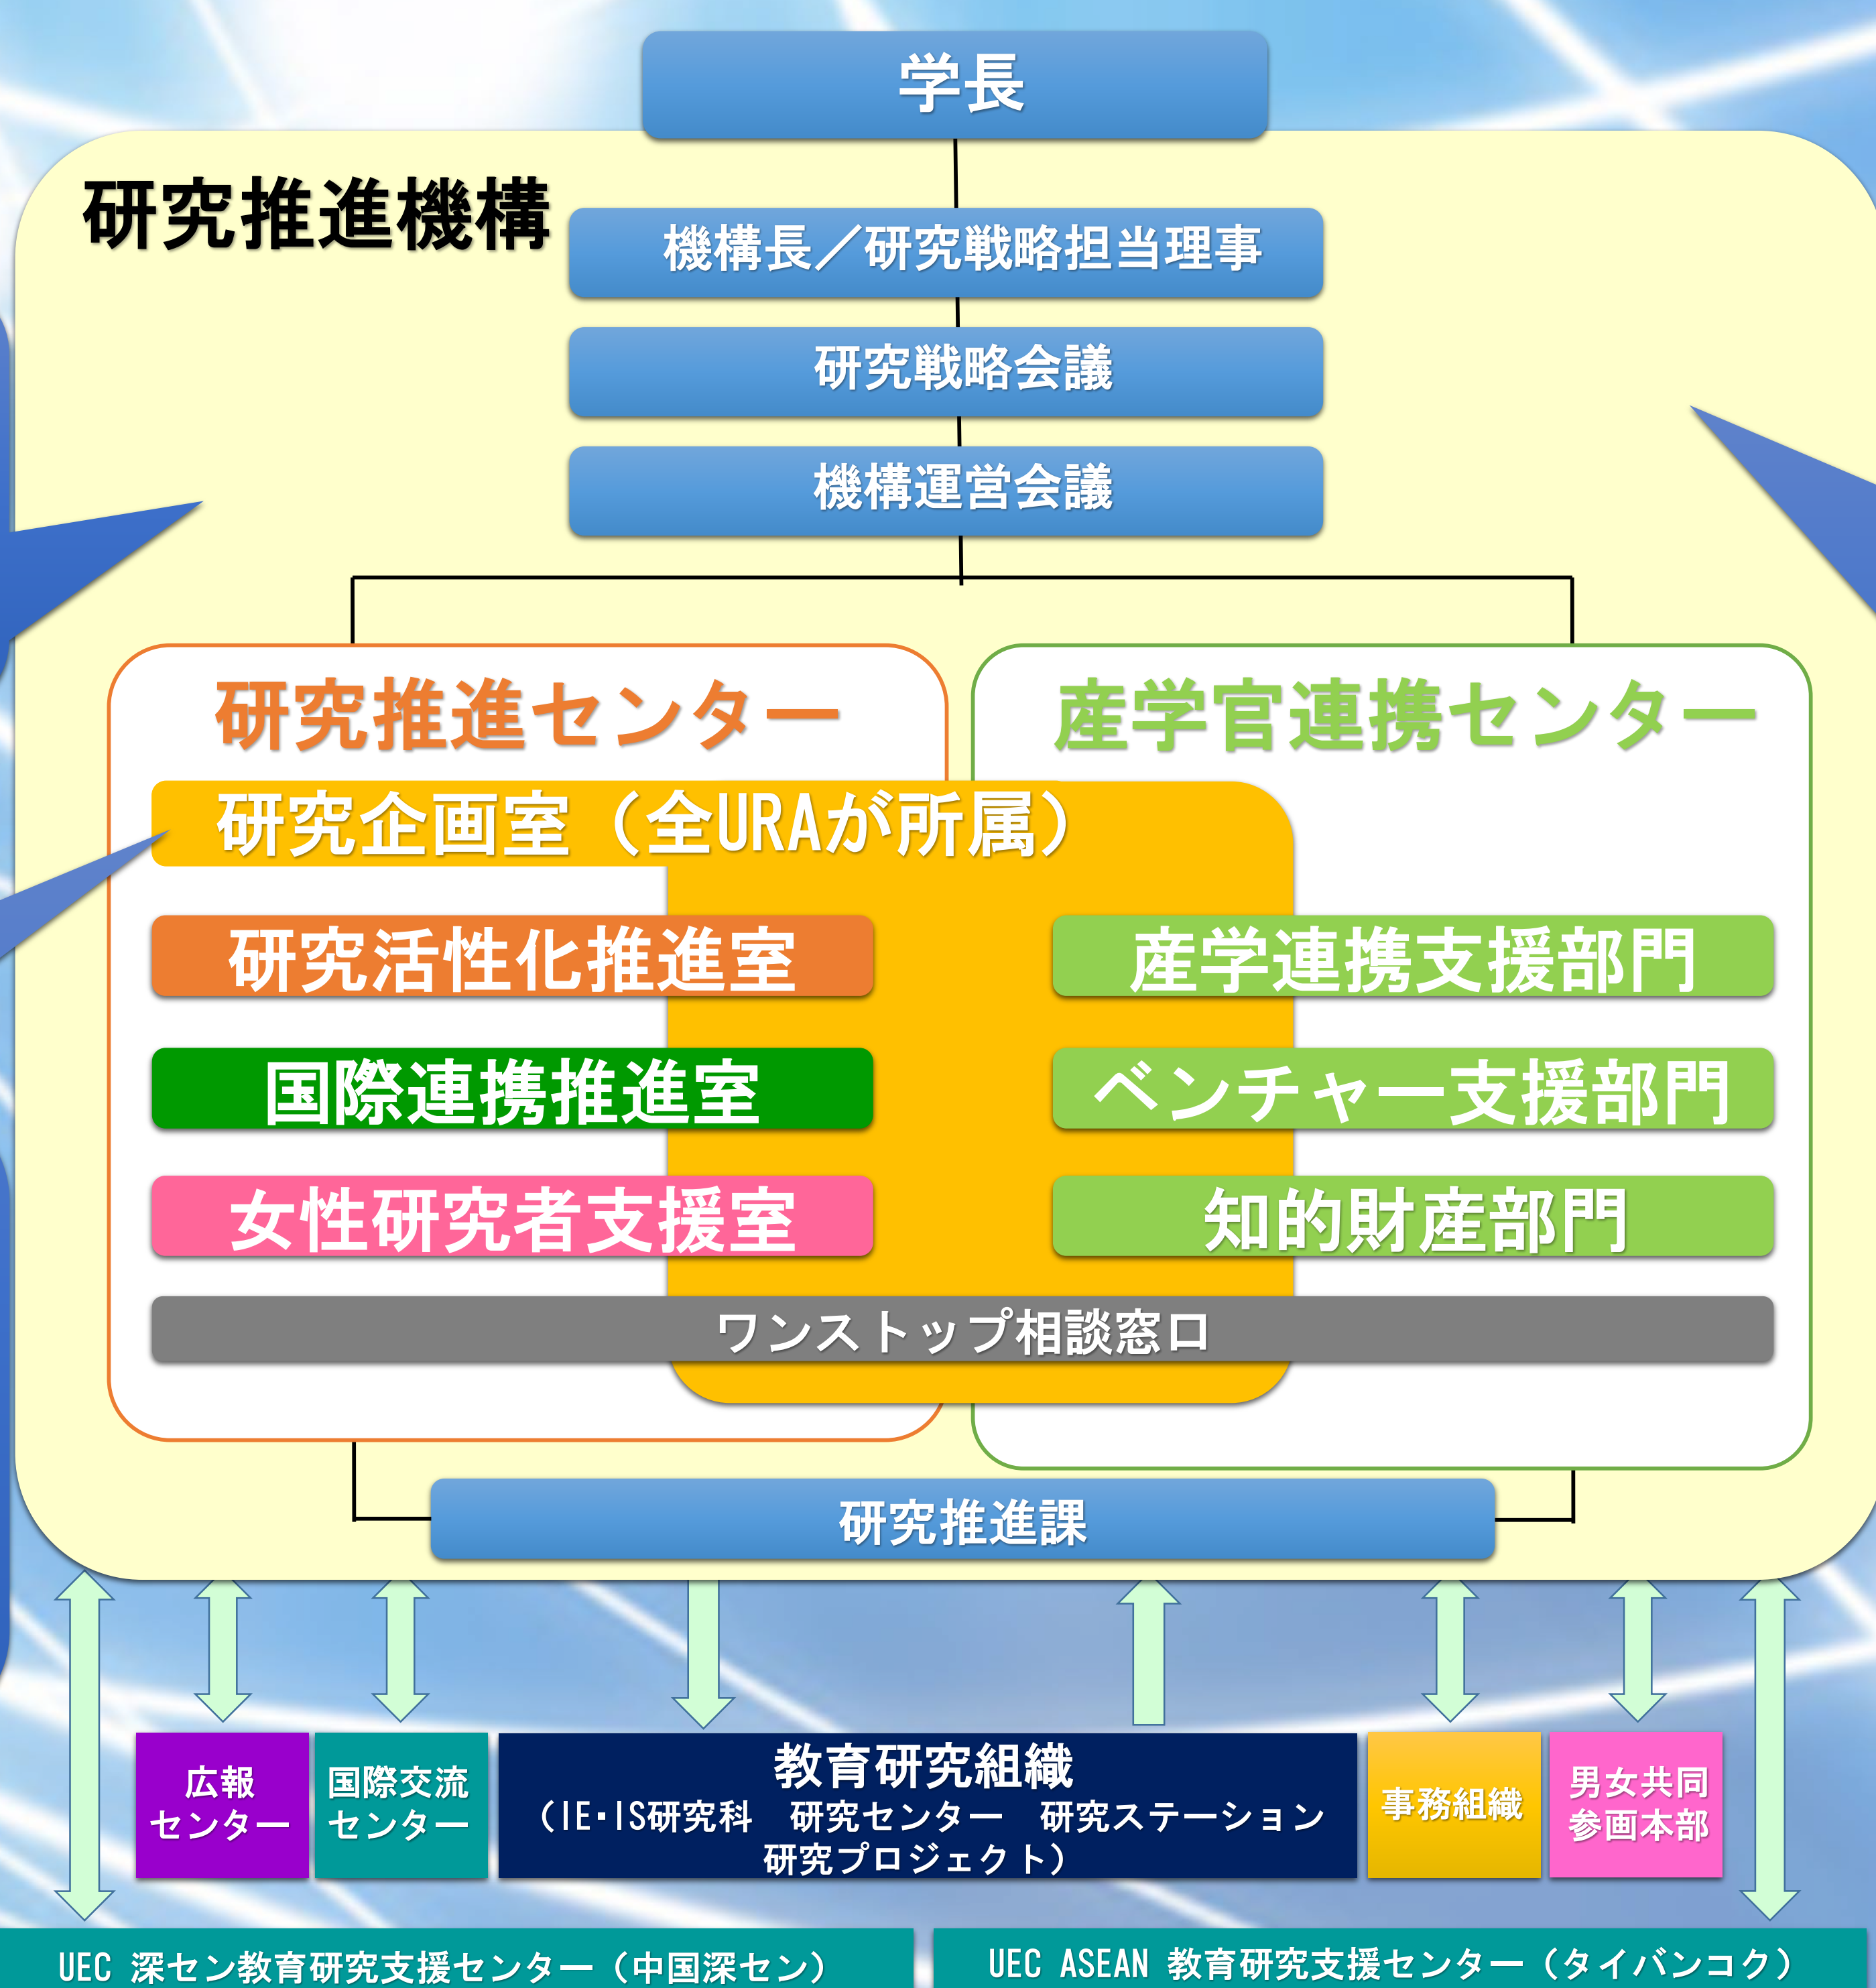 学長
研究推進機構
機構長／研究戦略担当理事
研究戦略会議
機構運営会議
研究推進センター
産学官連携センター
研究企画室（全URAが所属）
研究活性化推進室
産学連携支援部門
国際連携推進室
ベンチャー支援部門
女性研究者支援室
知的財産部門
ワンストップ相談窓口
研究推進課
広報
センター
国際交流
センター
教育研究組織
（IE・IS研究科　研究センター　研究ステーション
研究プロジェクト）
事務組織
男女共同
参画本部
UEC 深セン教育研究支援センター（中国深セン）
UEC ASEAN 教育研究支援センター（タイバンコク）